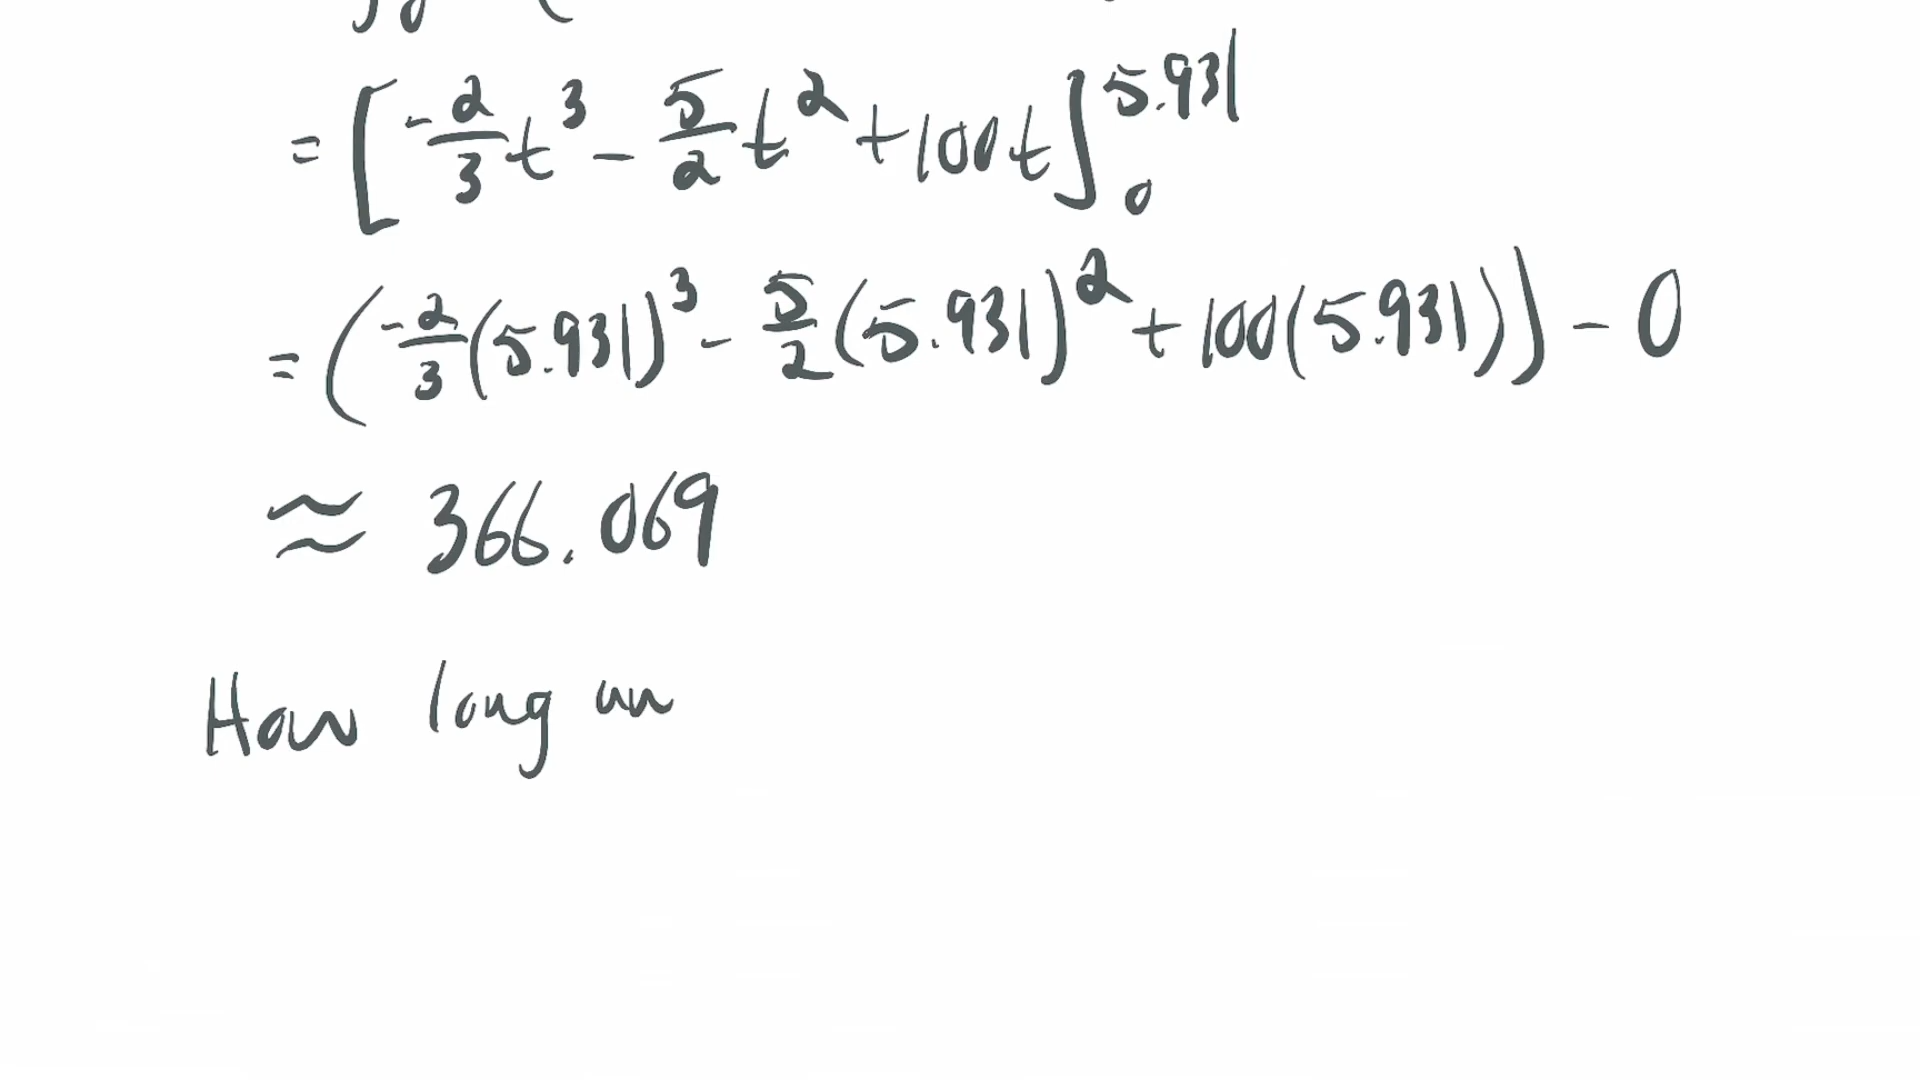 = [-2/3 t^3 - 5/2 t^2 + 100t]_0^5.931
= (-2/3 (5.931)^3 - 5/2 (5.931)^2 + 100(5.931)) - 0
≈ 366.069
How long un